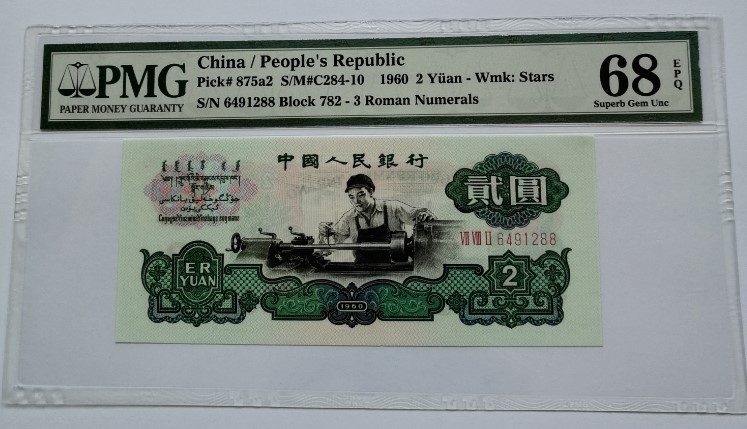 PMG
PAPER MONEY GUARANTY
China / People's Republic
Pick# 875a2 S/M#C284-10 1960 2 Yüan - Wmk: Stars
S/N 6491288 Block 782 - 3 Roman Numerals
68
EPQ
Superb Gem Unc
中國人民銀行
貳圓
VII VIII II 6491288
ER
YUAN
1960
2